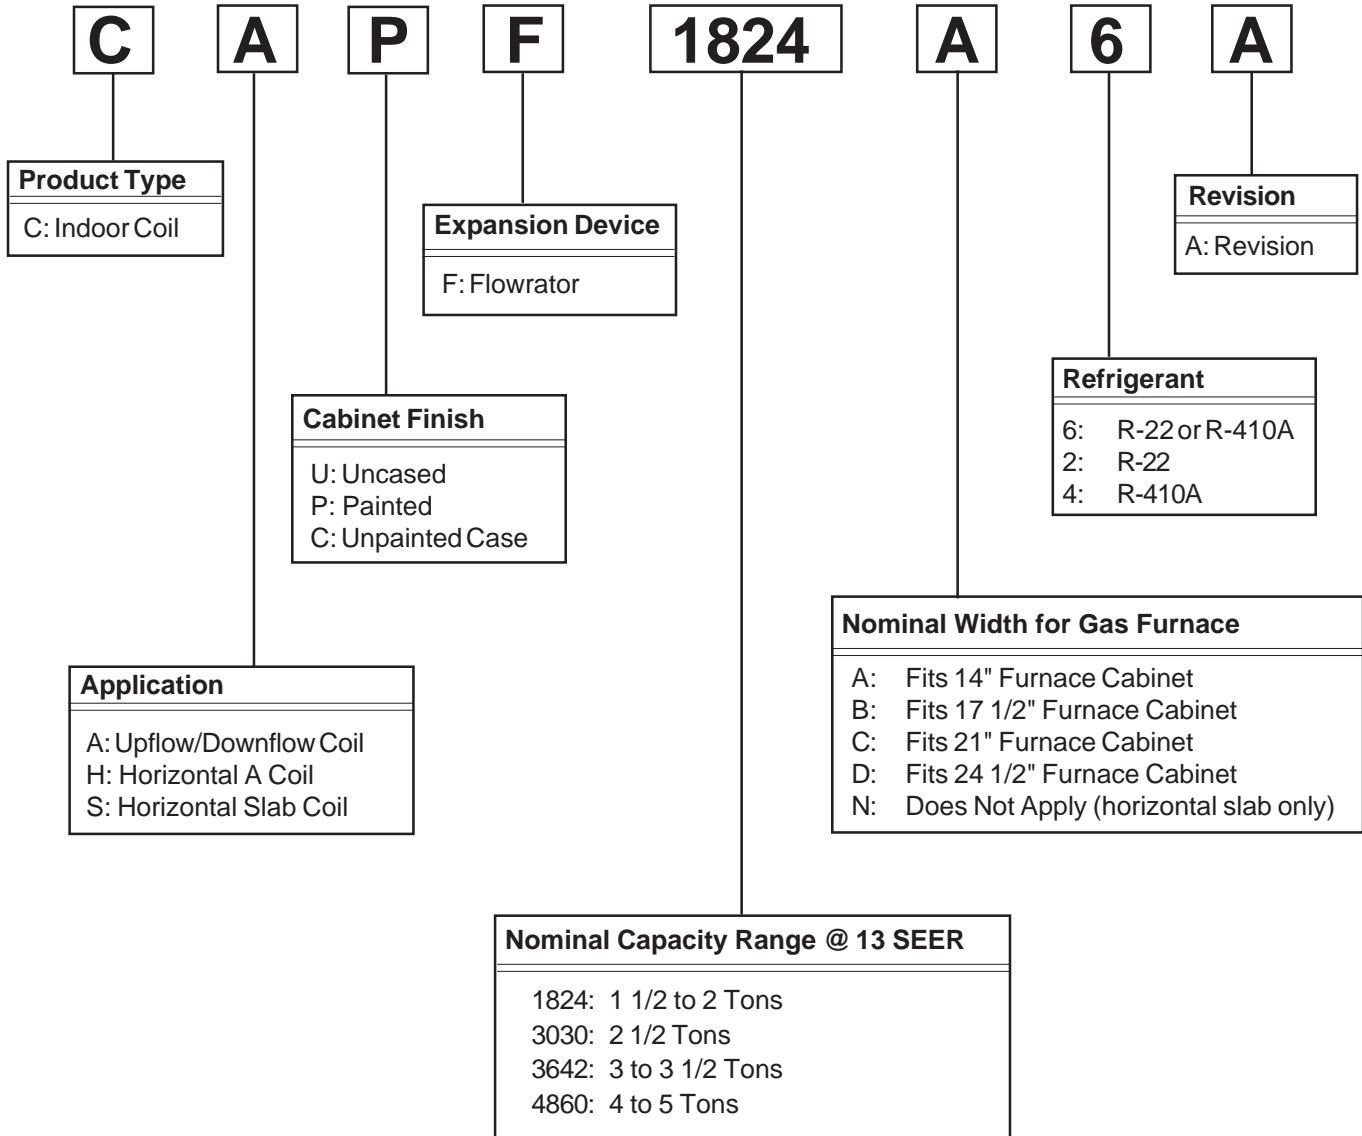 C A P F 1824 A 6 A
Product Type
C: Indoor Coil
Expansion Device
F: Flowrator
Revision
A: Revision
Cabinet Finish
U: Uncased
P: Painted
C: Unpainted Case
Refrigerant
6: R-22 or R-410A
2: R-22
4: R-410A
Application
A: Upflow/Downflow Coil
H: Horizontal A Coil
S: Horizontal Slab Coil
Nominal Width for Gas Furnace
A: Fits 14" Furnace Cabinet
B: Fits 17 1/2" Furnace Cabinet
C: Fits 21" Furnace Cabinet
D: Fits 24 1/2" Furnace Cabinet
N: Does Not Apply (horizontal slab only)
Nominal Capacity Range @ 13 SEER
1824: 1 1/2 to 2 Tons
3030: 2 1/2 Tons
3642: 3 to 3 1/2 Tons
4860: 4 to 5 Tons